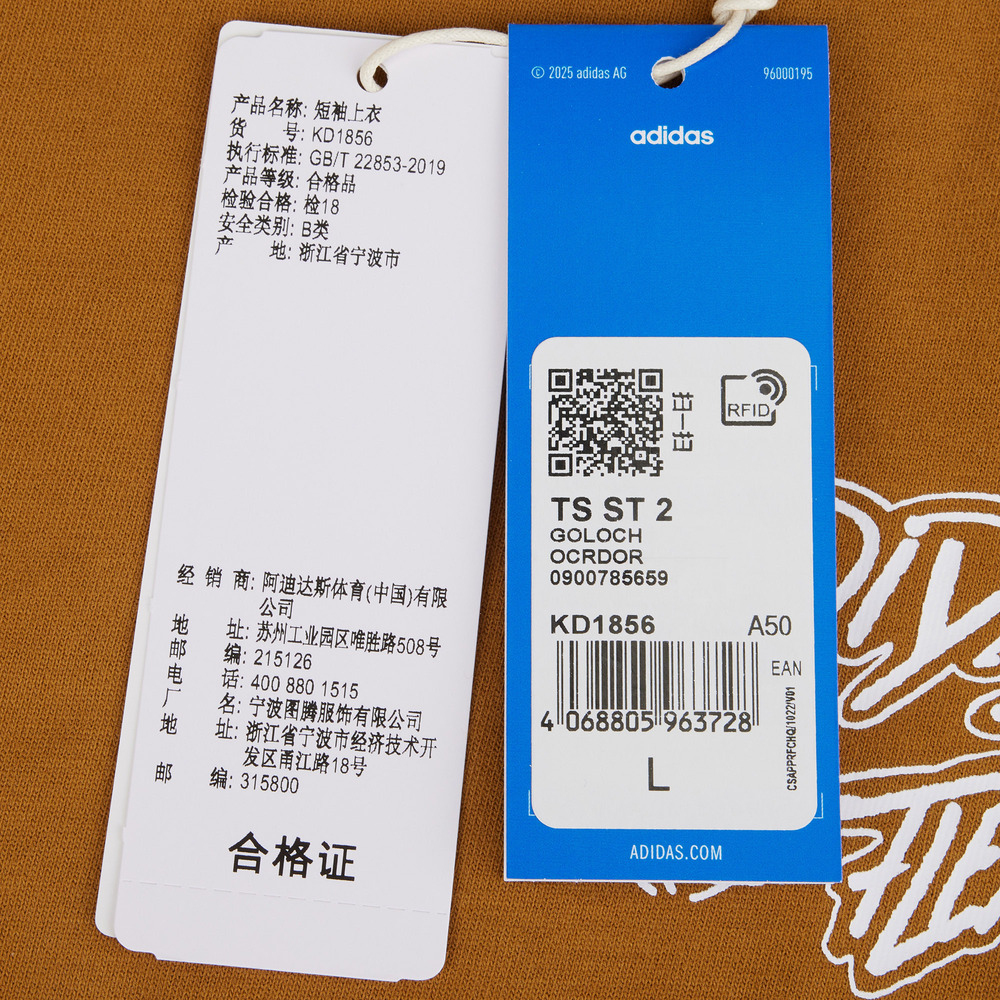 产品名称: 短袖上衣
货 号: KD1856
执行标准: GB/T 22853-2019
产品等级: 合格品
检验合格: 检18
安全类别: B类
产 地: 浙江省宁波市
经 销 商: 阿迪达斯体育(中国)有限
公司
地 址: 苏州工业园区唯胜路508号
邮 编: 215126
电 话: 400 880 1515
厂 名: 宁波图腾服饰有限公司
地 址: 浙江省宁波市经济技术开
发区甬江路18号
邮 编: 315800
合格证
© 2025 adidas AG
96000195
adidas
扫一扫
RFID
TS ST 2
GOLOCH
OCRDOR
0900785659
KD1856 A50
EAN
4 068805 963728
CSAPPRFCHQ/1022/V01
L
ADIDAS.COM